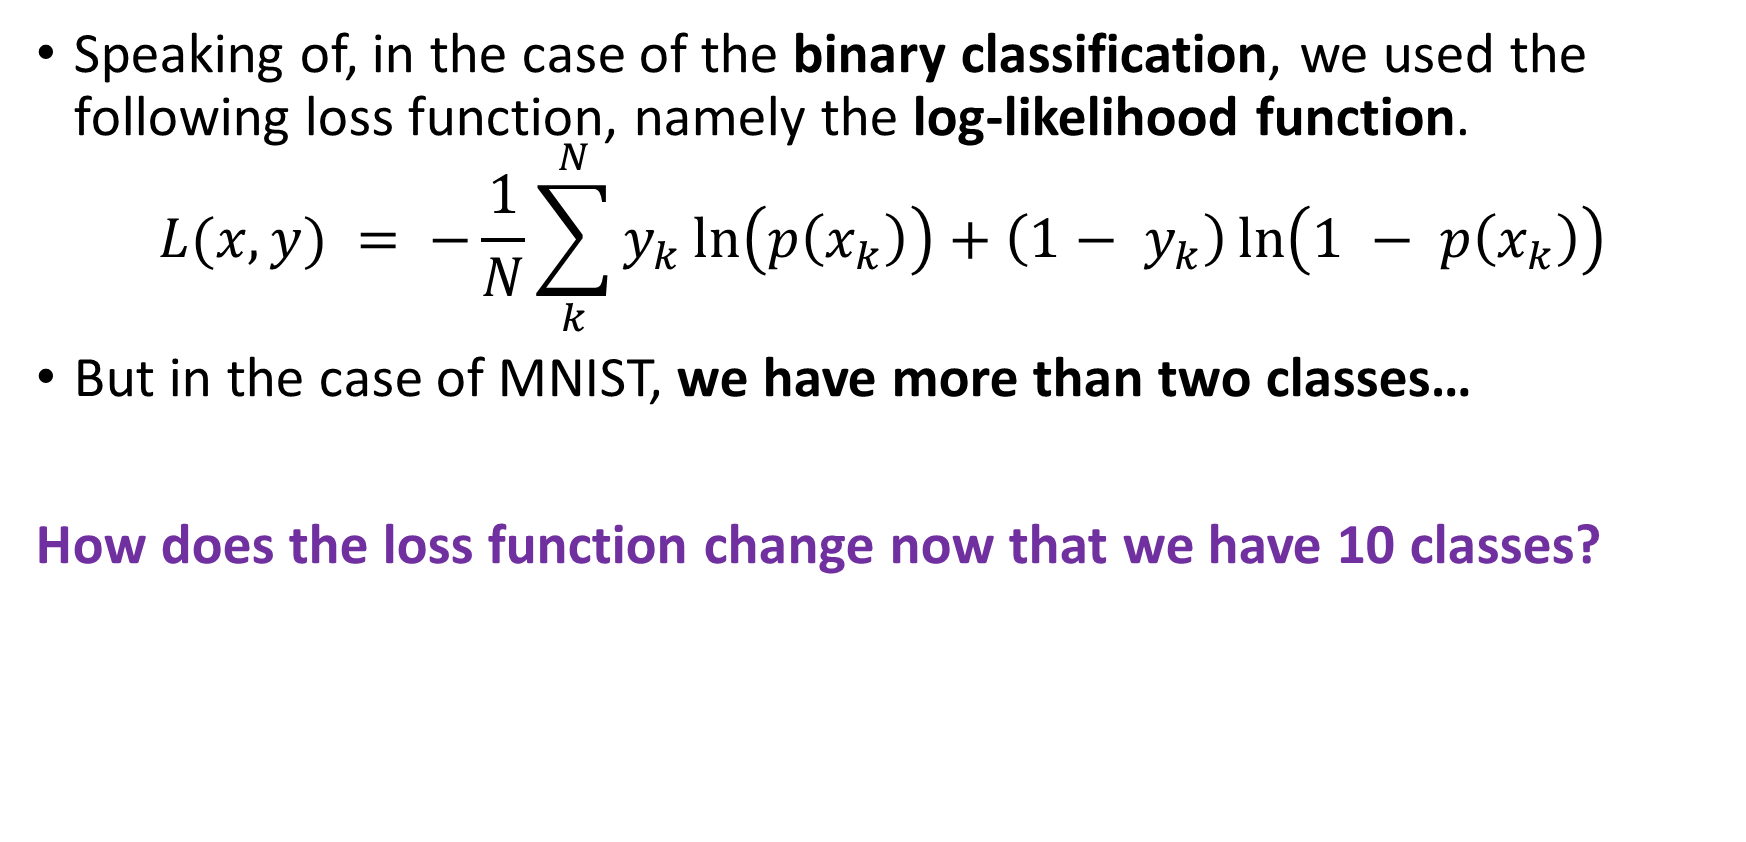 • Speaking of, in the case of the binary classification, we used the
following loss function, namely the log-likelihood function.
L(x, y) = −\frac{1}{N}\sum_{k}^{N} y_k ln(p(x_k)) + (1 − y_k) ln(1 − p(x_k))
• But in the case of MNIST, we have more than two classes...
How does the loss function change now that we have 10 classes?